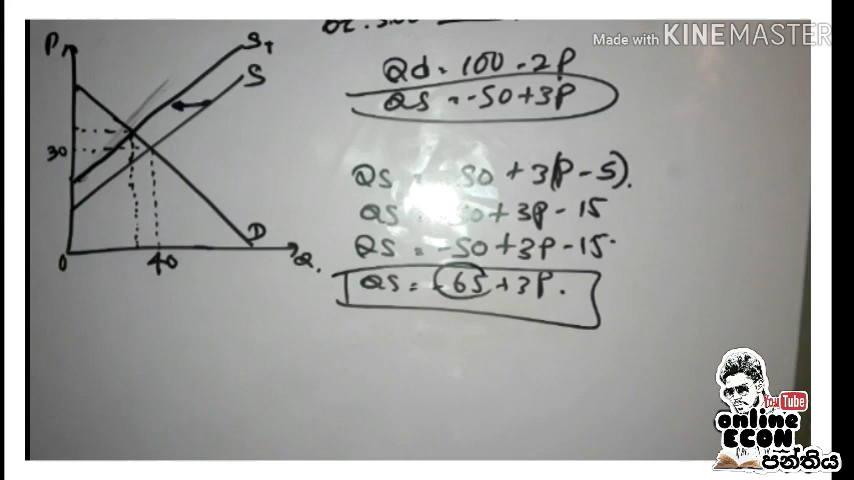 Made with KINEMASTER
P
S1
S
30
D
0
40
Q.
Qd = 100 - 2P
QS = -50 + 3P
QS = 50 + 3(P - 5).
QS = + 3P - 15
QS = -50 + 3P - 15
QS = -65 + 3P.
YouTube
online
ECON
පන්තිය